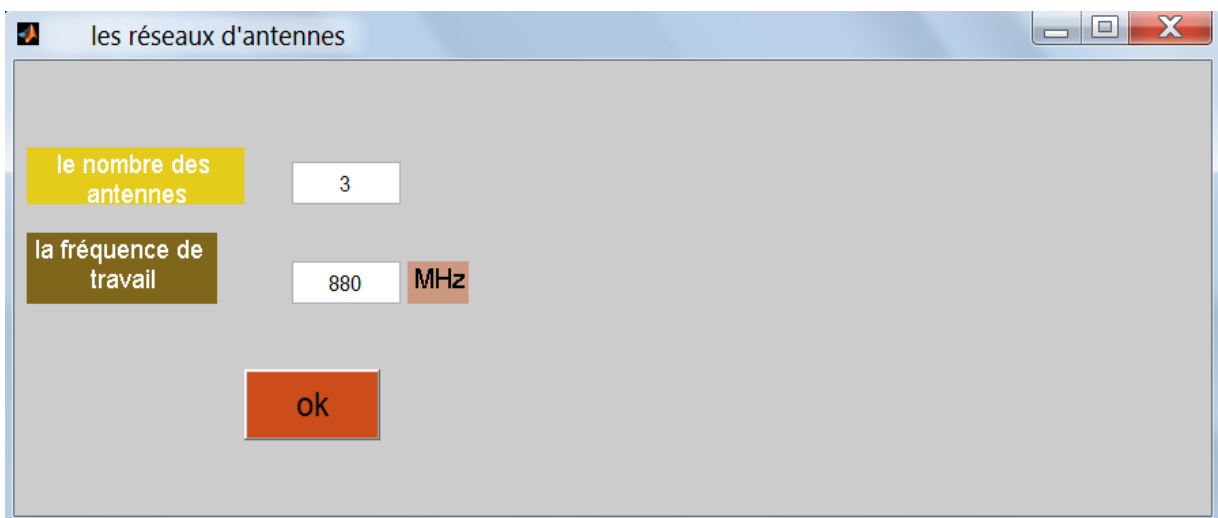 les réseaux d'antennes
le nombre des
antennes
3
la fréquence de
travail
880
MHz
ok